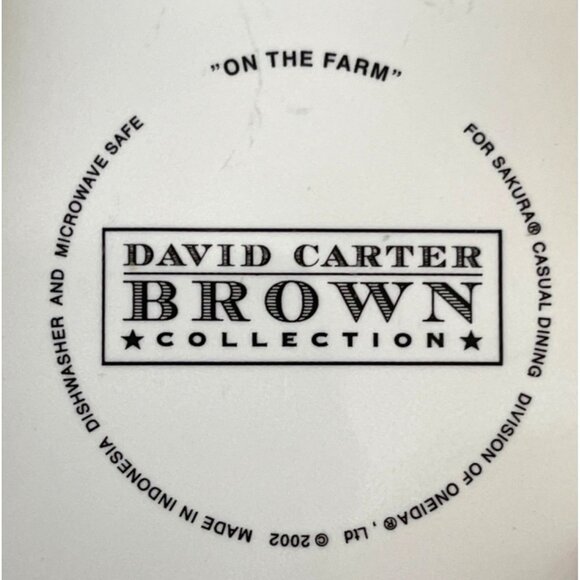 "ON THE FARM"
FOR SAKURA® CASUAL DINING DIVISION OF ONEIDA®, Ltd © 2002 MADE IN INDONESIA DISHWASHER AND MICROWAVE SAFE
DAVID CARTER
BROWN
★ COLLECTION ★